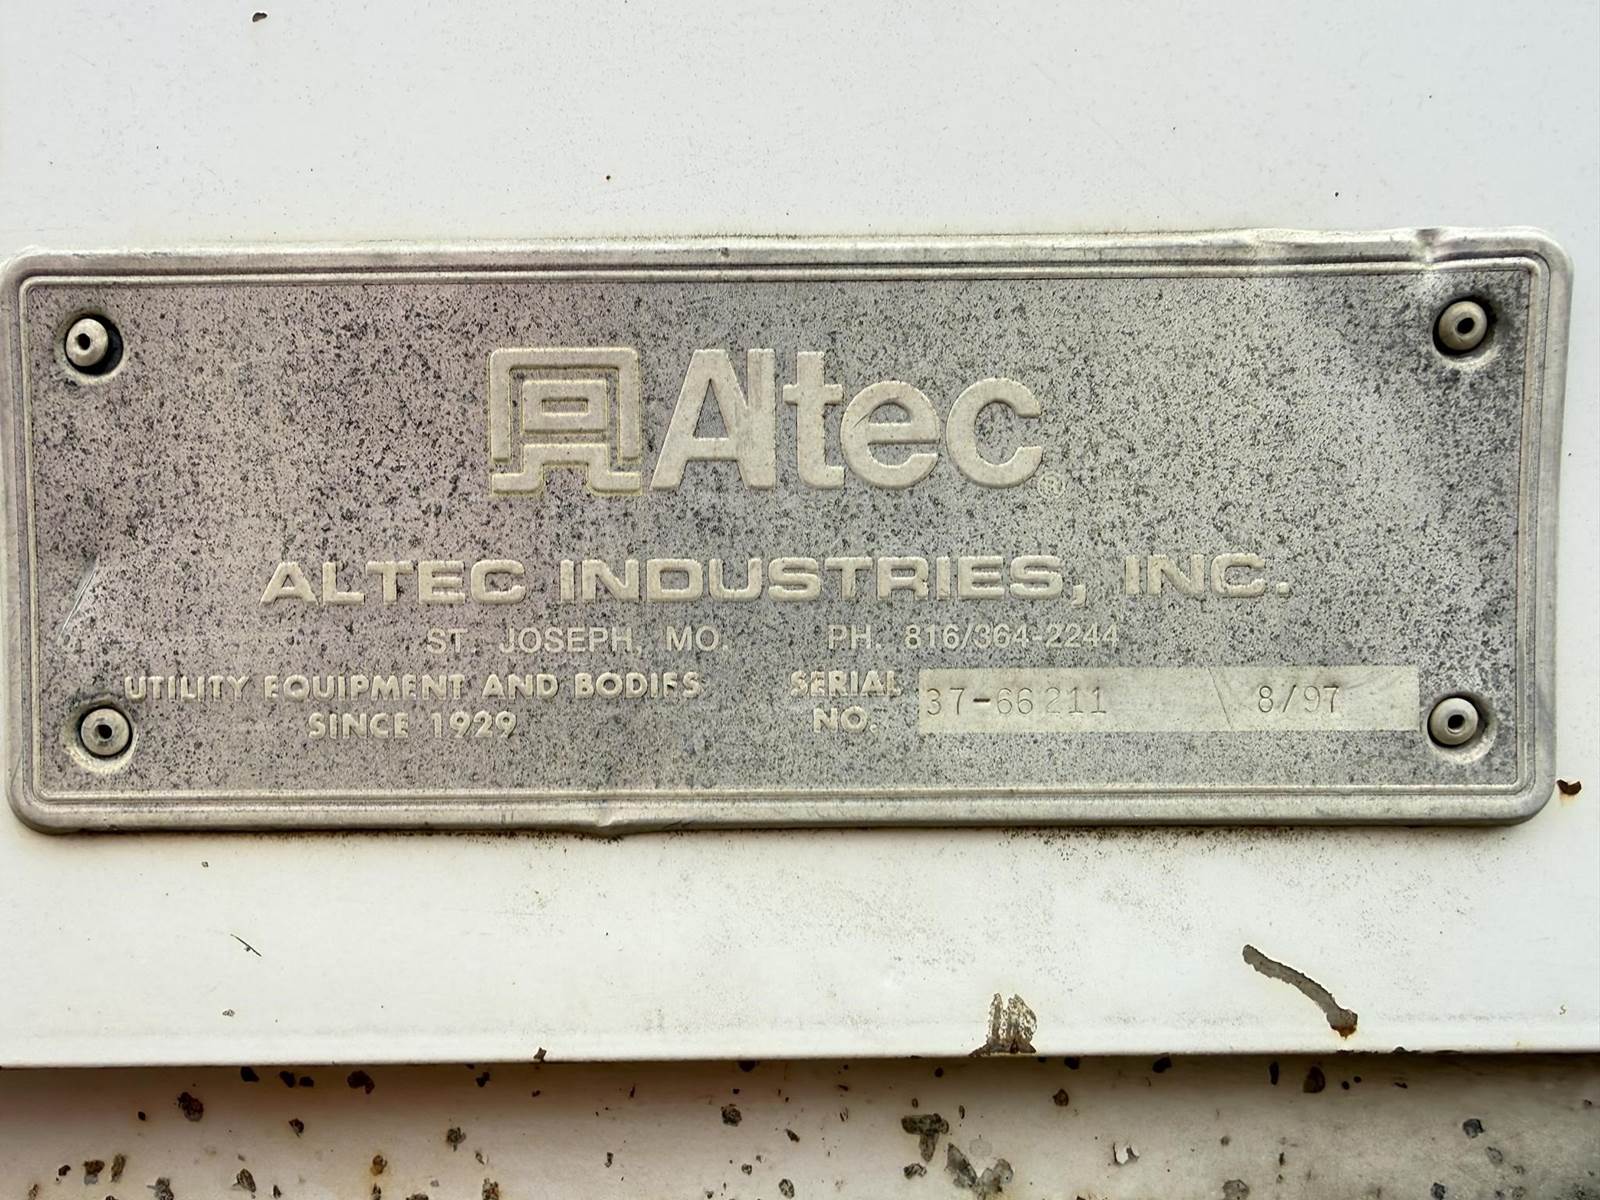 Altec®
ALTEC INDUSTRIES, INC.
ST. JOSEPH, MO. PH. 816/364-2244
UTILITY EQUIPMENT AND BODIES
SINCE 1929
SERIAL NO. 37-66211 8/97